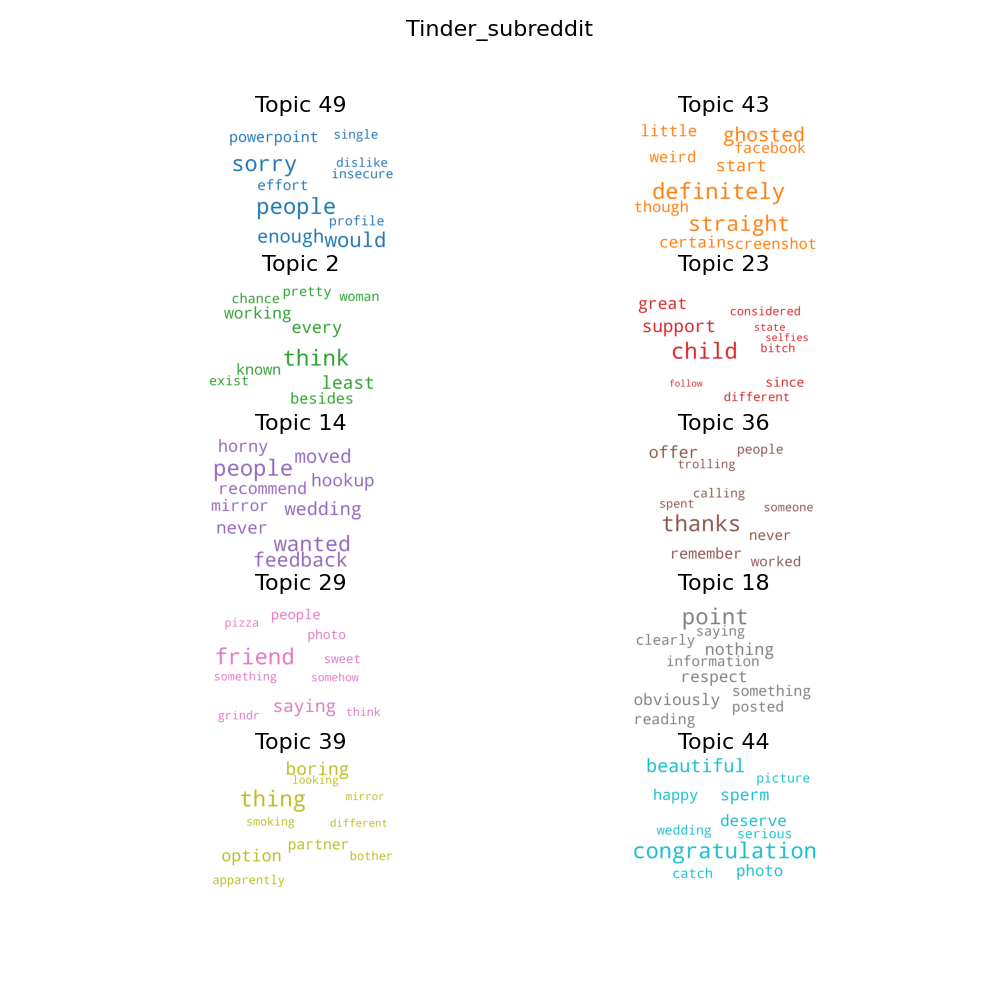 Tinder_subreddit
Topic 49
powerpoint single
sorry dislike
insecure
effort
people
profile
enough would
Topic 43
little ghosted
facebook
weird start
definitely
though
straight
certain screenshot
Topic 2
chance pretty woman
working
every
think
known
exist least
besides
Topic 23
great considered
support state
selfies
child bitch
follow since
different
Topic 14
horny moved
people
hookup
recommend
mirror wedding
never
wanted
feedback
Topic 36
offer people
trolling
calling
spent someone
thanks
never
remember
worked
Topic 29
pizza people
photo
friend sweet
something somehow
saying
grindr think
Topic 18
point
saying
clearly
nothing
information
respect
something
obviously
posted
reading
Topic 39
boring
looking
thing mirror
smoking different
partner
option bother
apparently
Topic 44
beautiful
picture
happy sperm
deserve
wedding serious
congratulation
catch photo